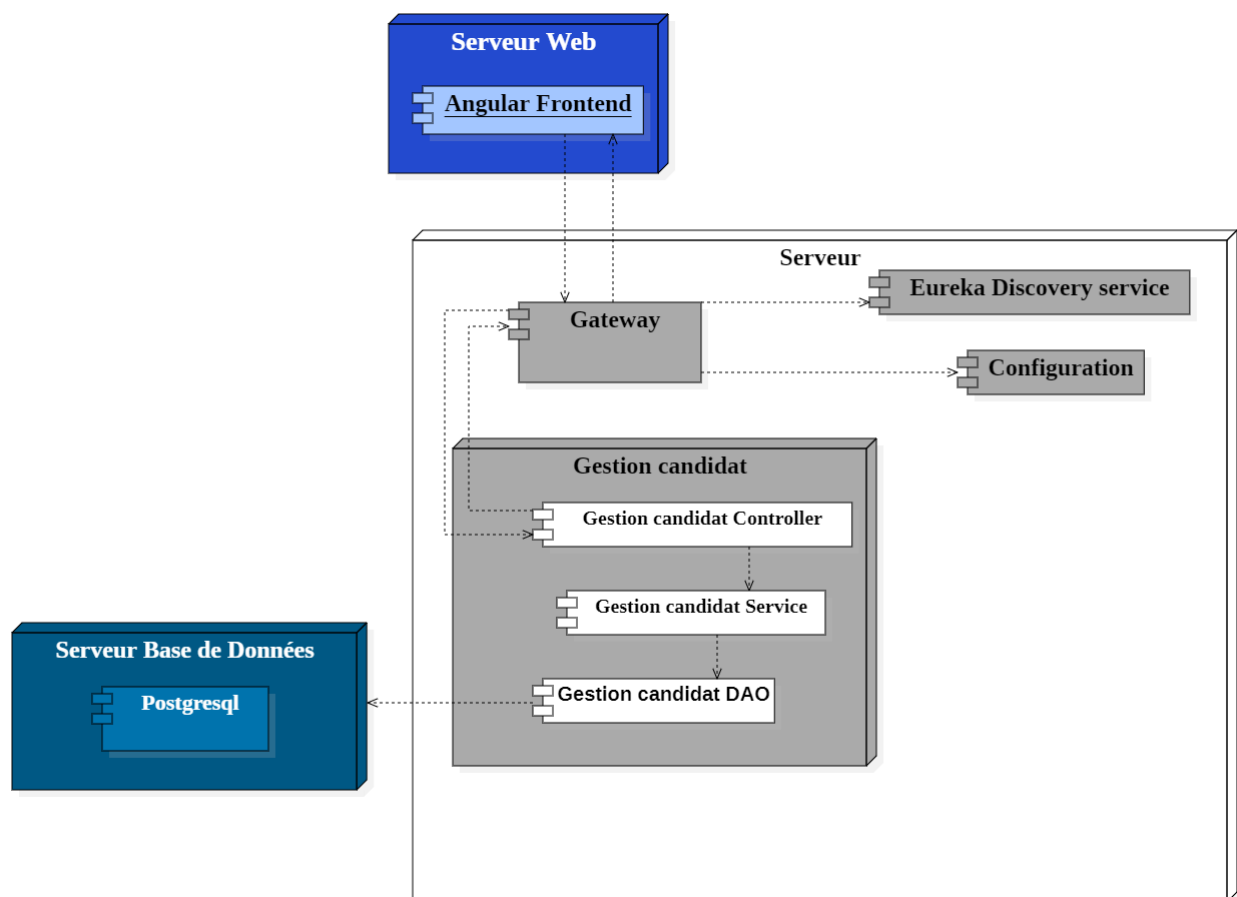 Serveur Web
Angular Frontend
Serveur
Eureka Discovery service
Gateway
Configuration
Gestion candidat
Gestion candidat Controller
Gestion candidat Service
Serveur Base de Données
Postgresql
Gestion candidat DAO